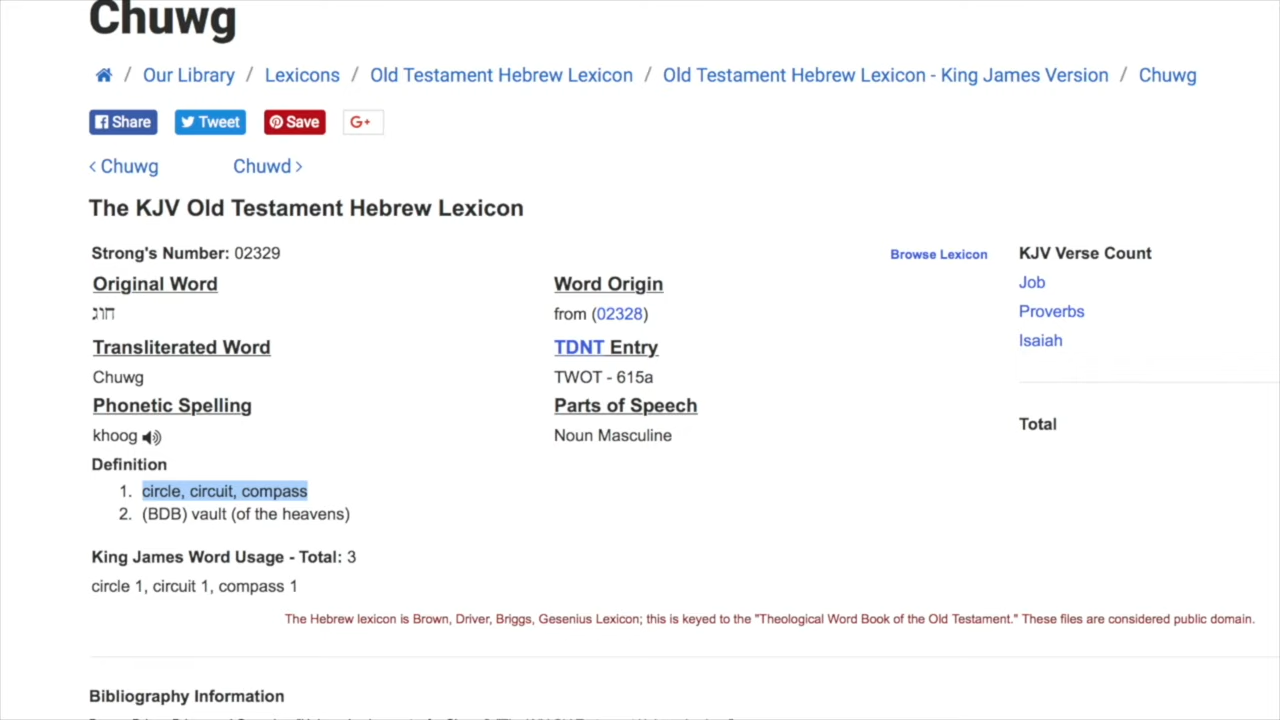 Chuwg
/ Our Library / Lexicons / Old Testament Hebrew Lexicon / Old Testament Hebrew Lexicon - King James Version / Chuwg
Share Tweet Save G+
< Chuwg Chuwd >
The KJV Old Testament Hebrew Lexicon
Strong's Number: 02329 Browse Lexicon KJV Verse Count
Original Word Word Origin Job
חוג from (02328) Proverbs
Transliterated Word TDNT Entry Isaiah
Chuwg TWOT - 615a
Phonetic Spelling Parts of Speech Total
khoog Noun Masculine
Definition
1. circle, circuit, compass
2. (BDB) vault (of the heavens)
King James Word Usage - Total: 3
circle 1, circuit 1, compass 1
The Hebrew lexicon is Brown, Driver, Briggs, Gesenius Lexicon; this is keyed to the "Theological Word Book of the Old Testament." These files are considered public domain.
Bibliography Information